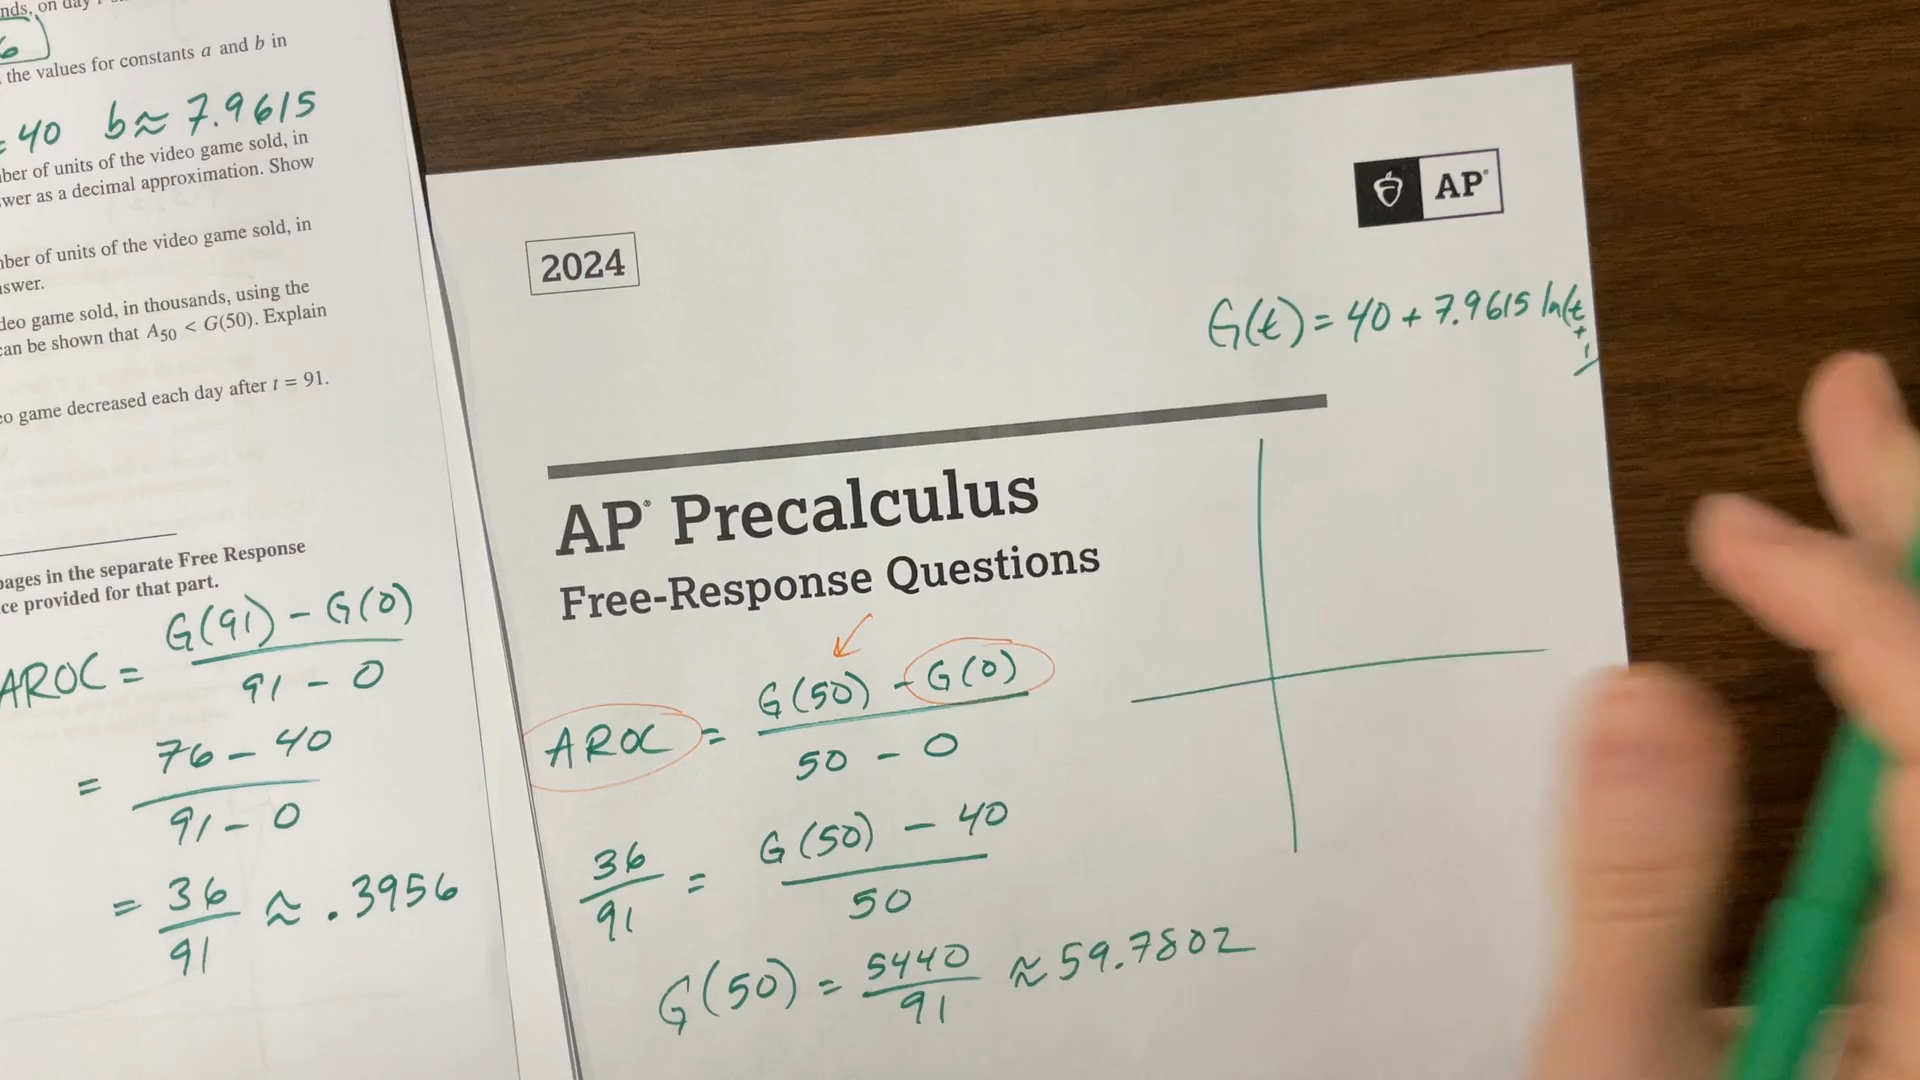 on day
6
the values for constants a and b in
= 40 b ≈ 7.9615
ber of units of the video game sold, in
wer as a decimal approximation. Show
ber of units of the video game sold, in
swer.
deo game sold, in thousands, using the
can be shown that A50 < G(50). Explain
eo game decreased each day after t = 91.
pages in the separate Free Response
ce provided for that part.
AROC = G(91) - G(0) / 91 - 0
= 76 - 40 / 91 - 0
= 36/91 ≈ .3956
2024
AP
G(t) = 40 + 7.9615 ln(t + 1)
AP® Precalculus
Free-Response Questions
AROC = G(50) - G(0) / 50 - 0
36/91 = G(50) - 40 / 50
G(50) = 5440/91 ≈ 59.7802